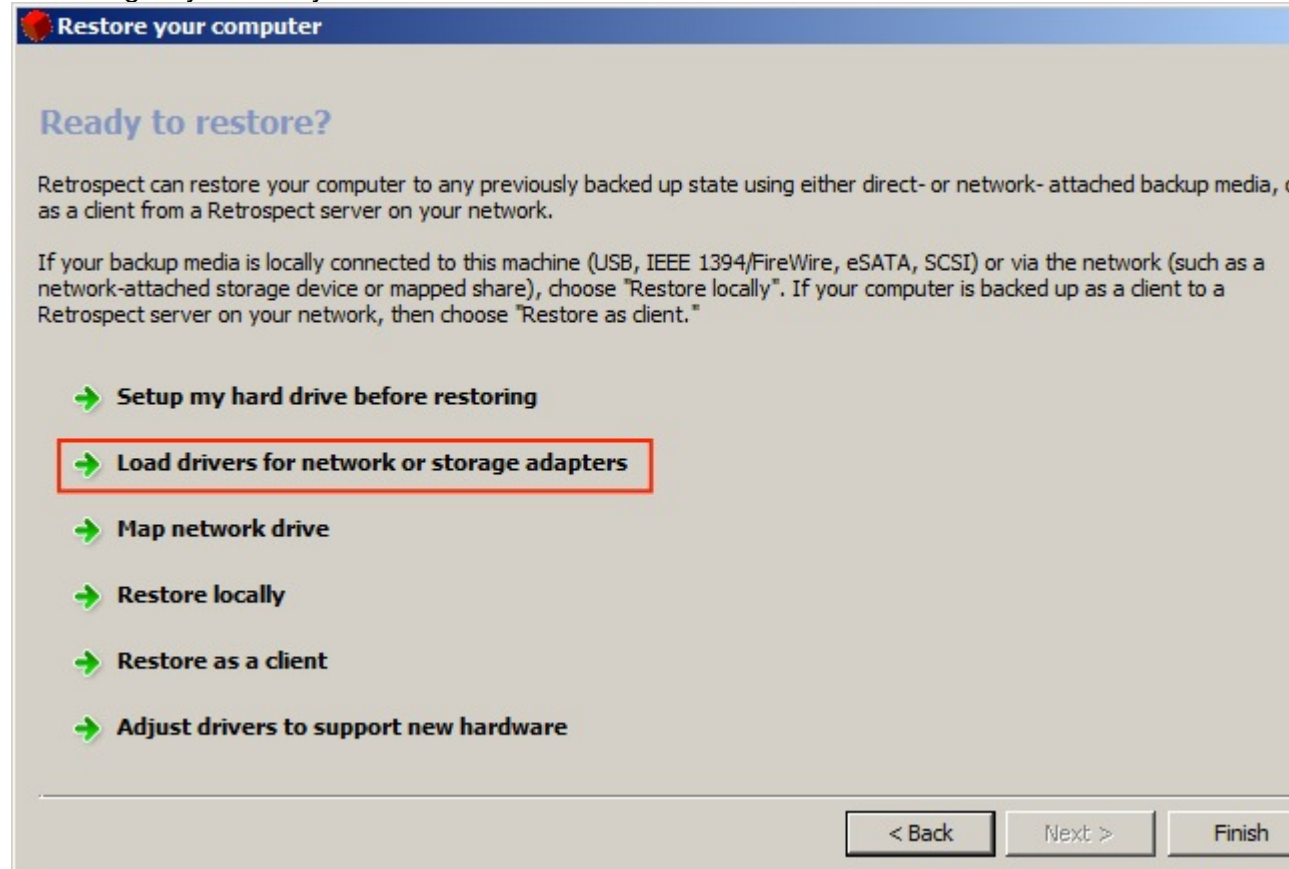 Restore your computer
Ready to restore?
Retrospect can restore your computer to any previously backed up state using either direct- or network- attached backup media,
as a client from a Retrospect server on your network.
If your backup media is locally connected to this machine (USB, IEEE 1394/FireWire, eSATA, SCSI) or via the network (such as a
network-attached storage device or mapped share), choose "Restore locally". If your computer is backed up as a client to a
Retrospect server on your network, then choose "Restore as client."
Setup my hard drive before restoring
Load drivers for network or storage adapters
Map network drive
Restore locally
Restore as a client
Adjust drivers to support new hardware
< Back Next > Finish